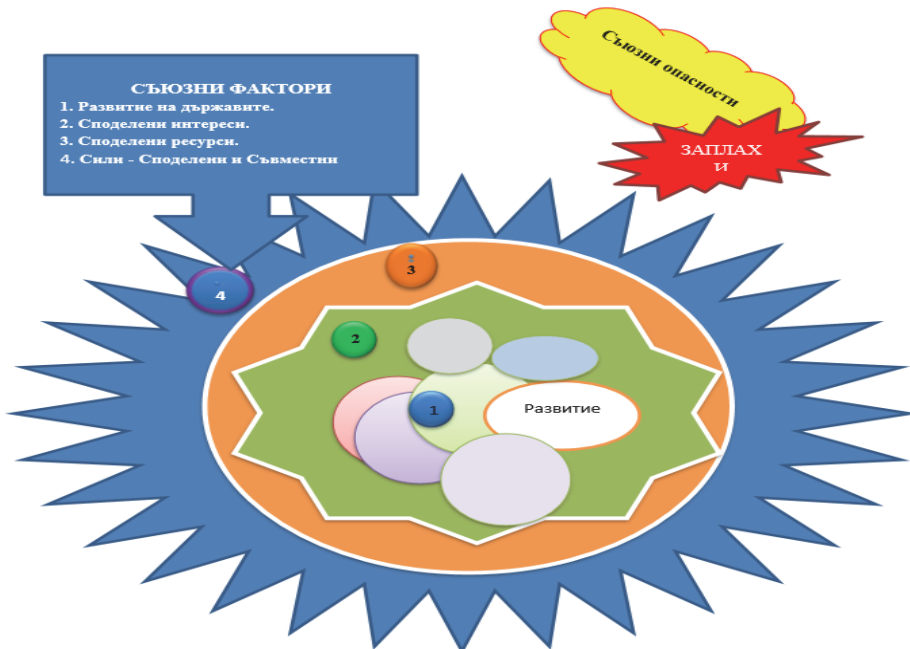 СЪЮЗНИ ФАКТОРИ
1. Развитие на държавите.
2. Споделени интереси.
3. Споделени ресурси.
4. Сили - Споделени и Съвместни
Съюзни опасности
ЗАПЛАХ
И
4
3
2
1
Развитие